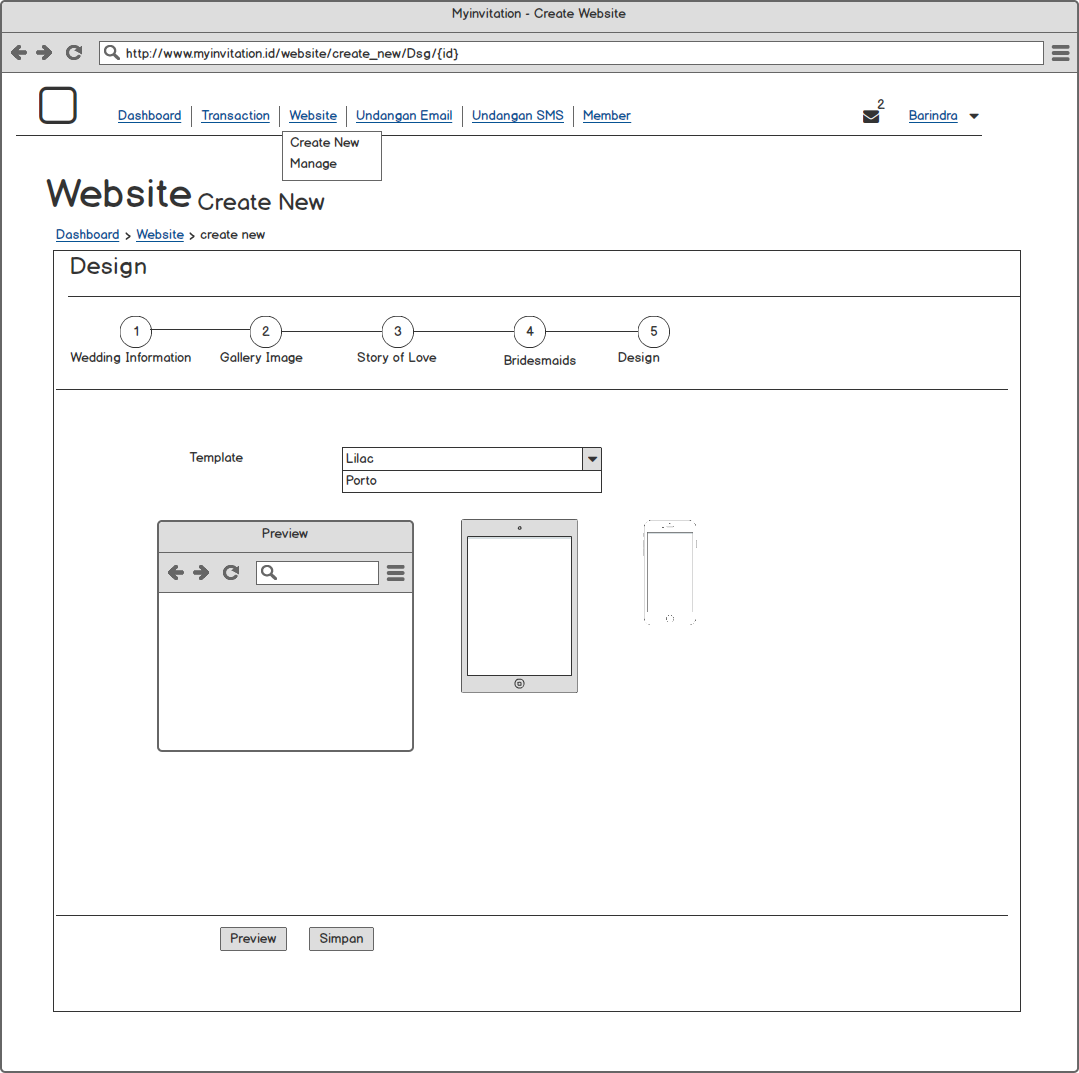 Myinvitation - Create Website
http://www.myinvitation.id/website/create_new/Dsg/{id}
2
Dashboard Transaction Website Undangan Email Undangan SMS Member Barindra
Create New
Manage
Website Create New
Dashboard > Website > create new
Design
1 2 3 4 5
Wedding Information Gallery Image Story of Love Bridesmaids Design
Template Lilac
Porto
Preview
Preview Simpan